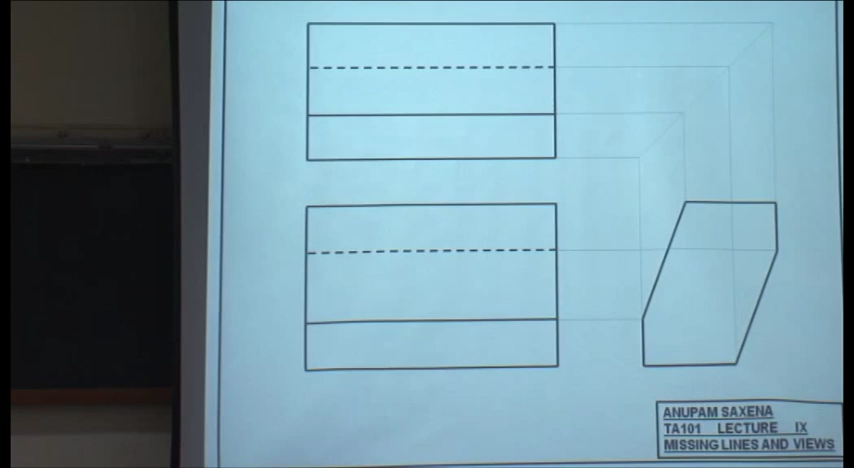 ANUPAM SAXENA
TA101 LECTURE IX
MISSING LINES AND VIEWS